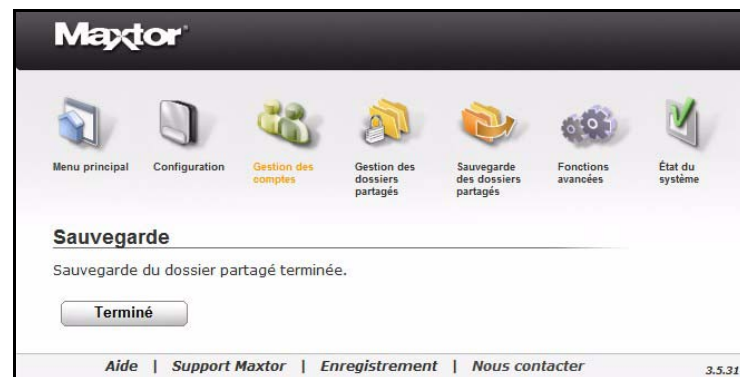 Maxtor
Menu principal
Configuration
Gestion des
comptes
Gestion des
dossiers
partagés
Sauvegarde
des dossiers
partagés
Fonctions
avancées
État du
système
Sauvegarde
Sauvegarde du dossier partagé terminée.
Terminé
Aide | Support Maxtor | Enregistrement | Nous contacter
3.5.31